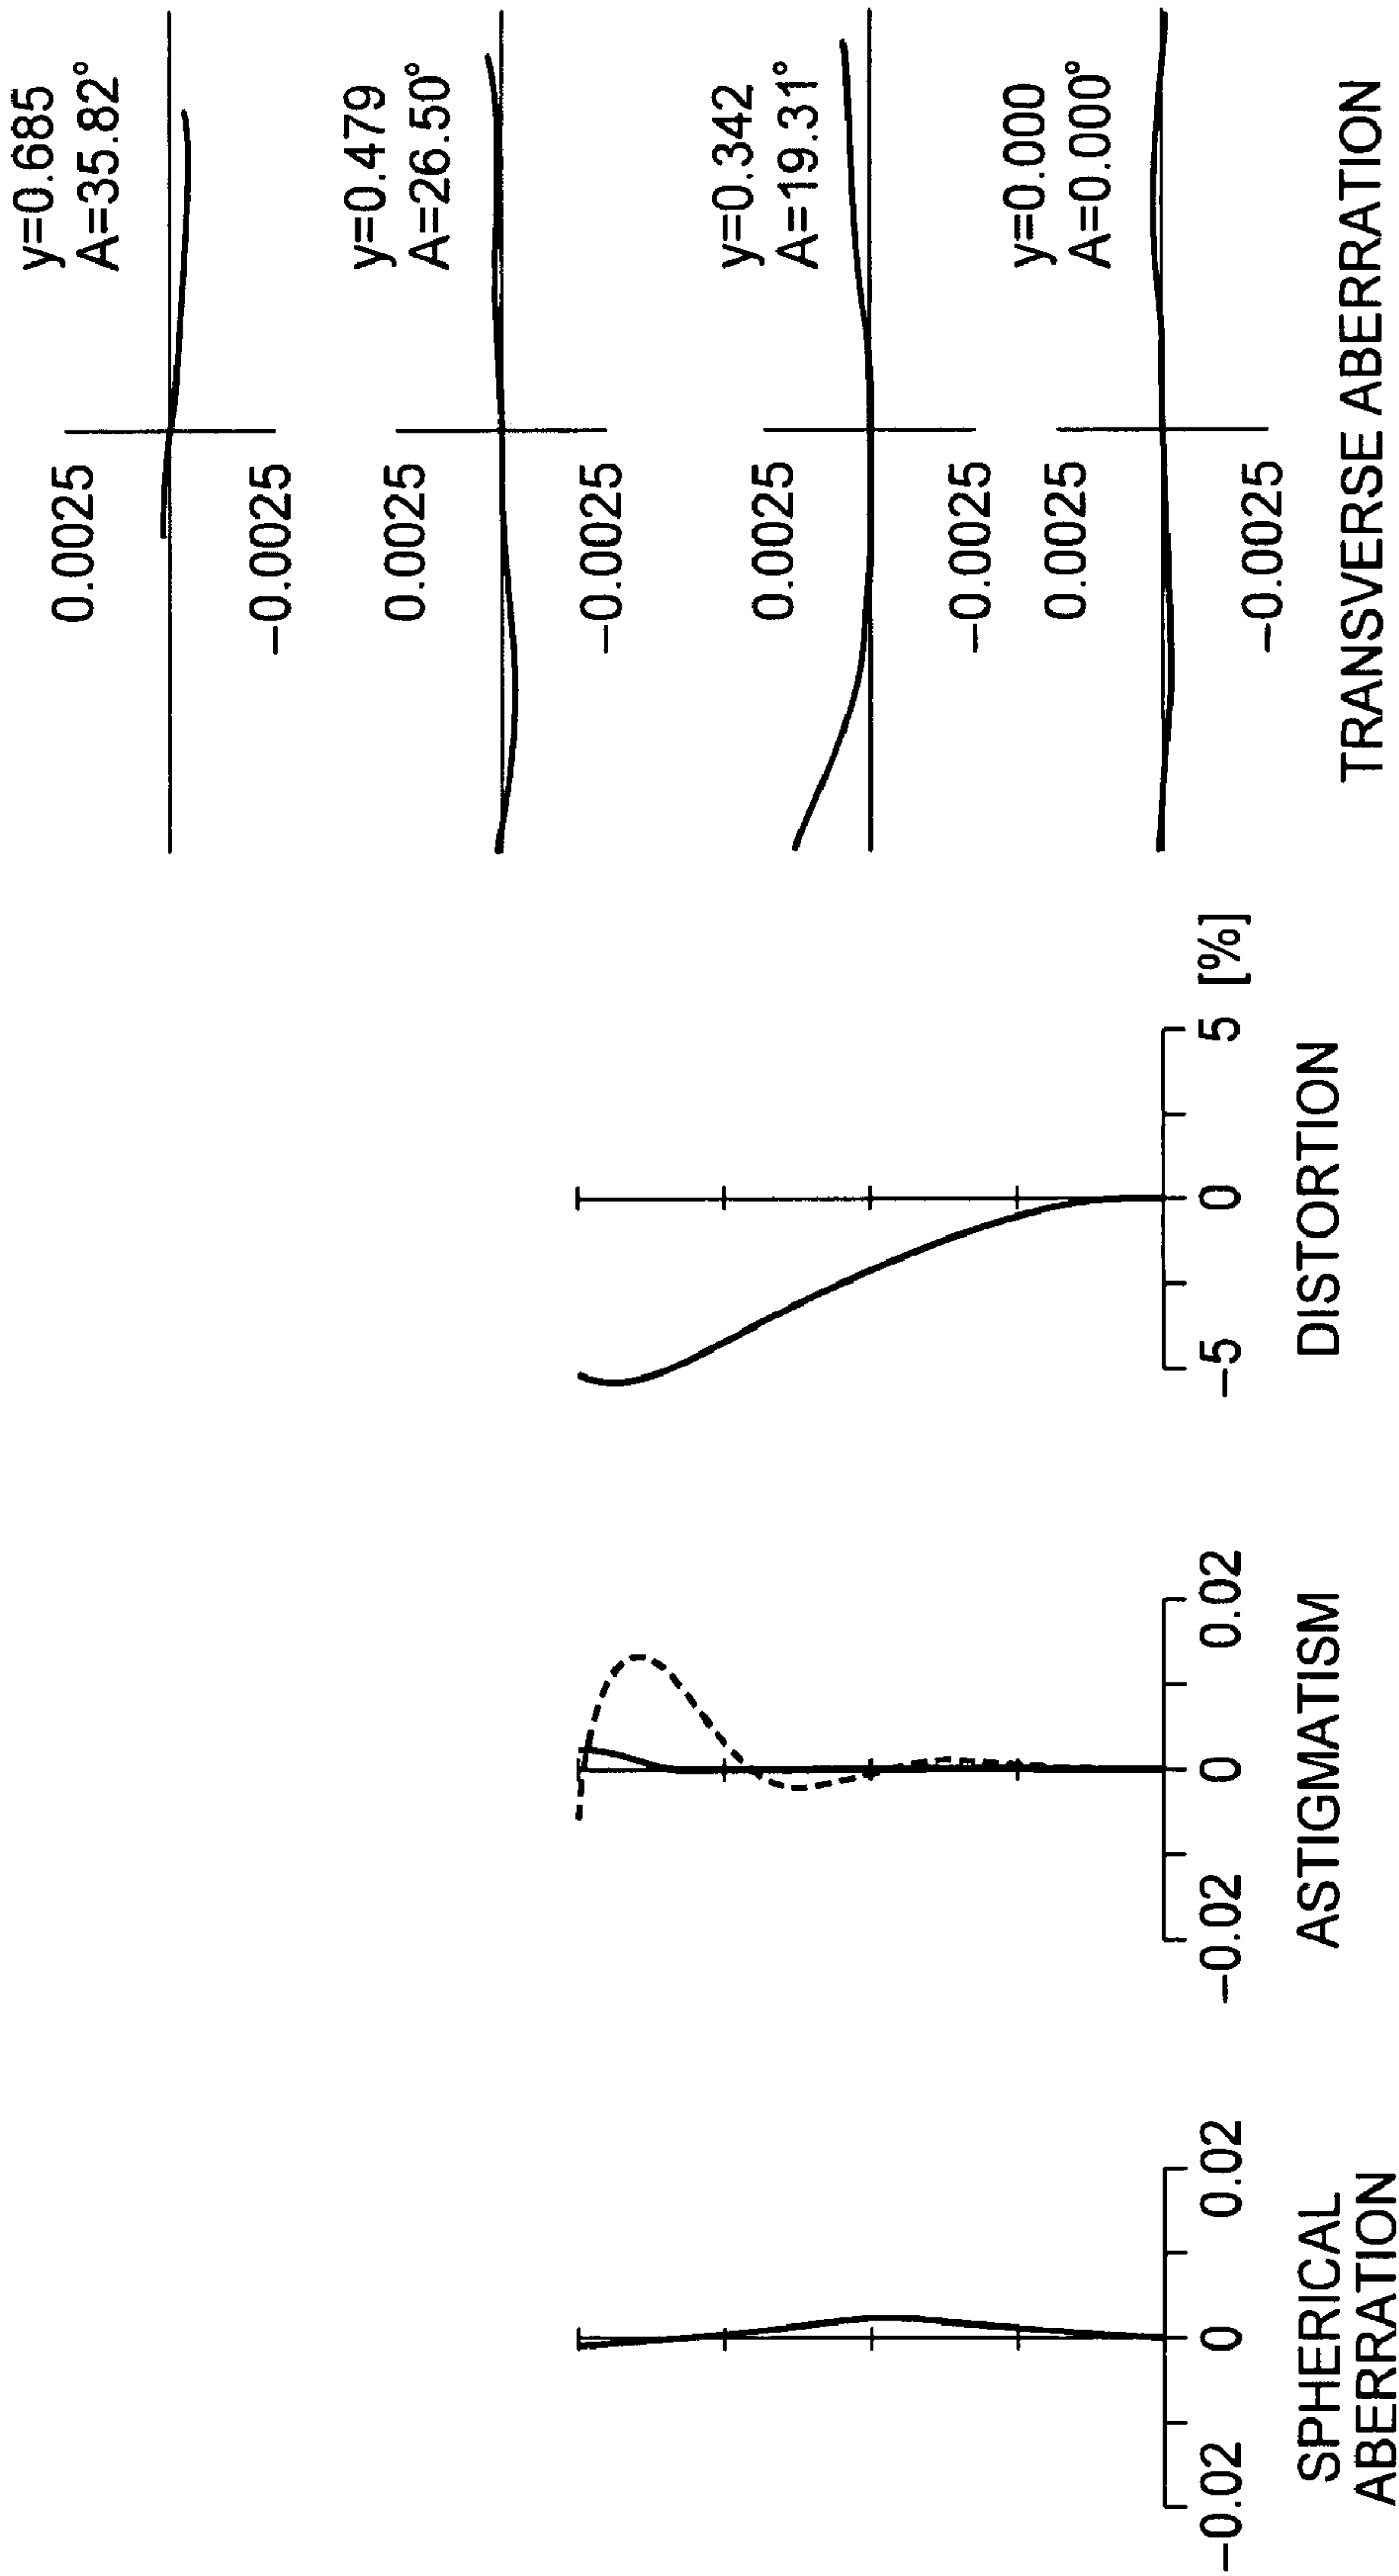 −0.02 0 0.02
SPHERICAL
ABERRATION
−0.02 0 0.02
ASTIGMATISM
−5 0 5 [%]
DISTORTION
y=0.685
A=35.82°
0.0025
−0.0025
y=0.479
A=26.50°
0.0025
−0.0025
y=0.342
A=19.31°
0.0025
−0.0025
y=0.000
A=0.000°
0.0025
−0.0025
TRANSVERSE ABERRATION